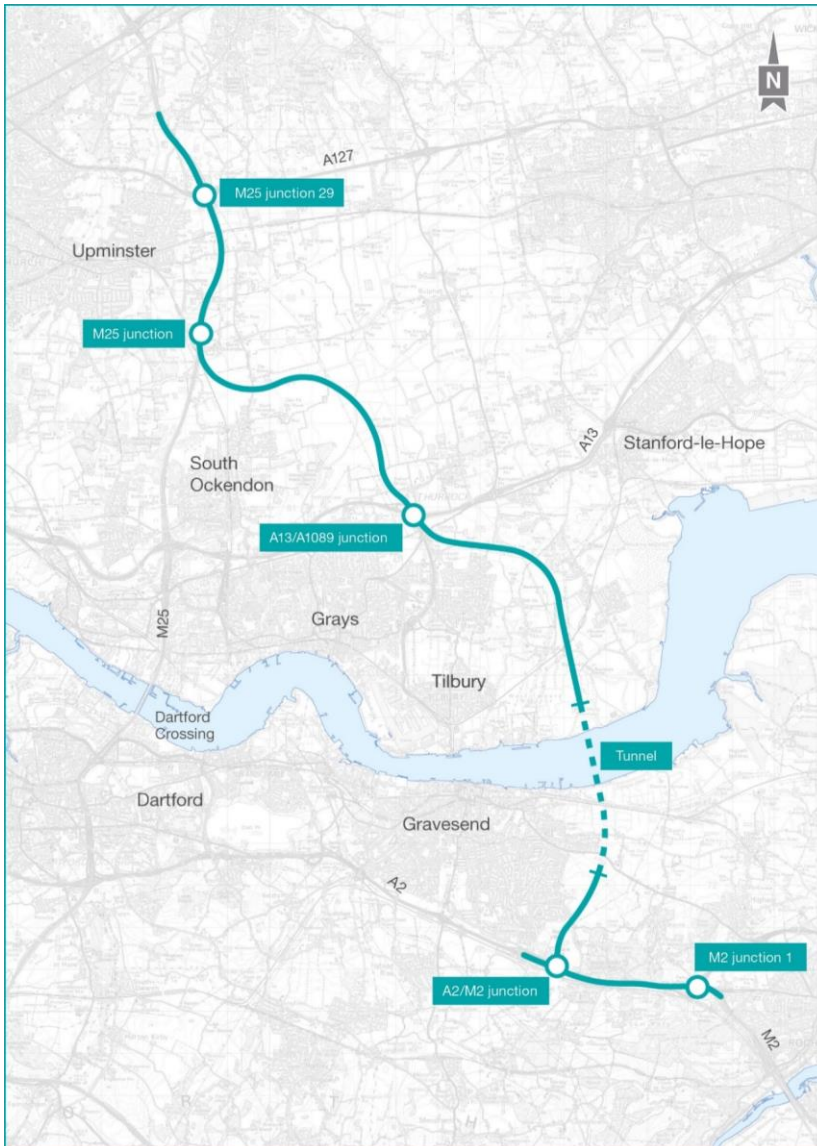 N
A127
M25 junction 29
Upminster
M25 junction
A13
Stanford-le-Hope
South
Ockendon
A13/A1089 junction
M25
Grays
Tilbury
Dartford
Crossing
Tunnel
Dartford
Gravesend
A2
M2 junction 1
A2/M2 junction
M2